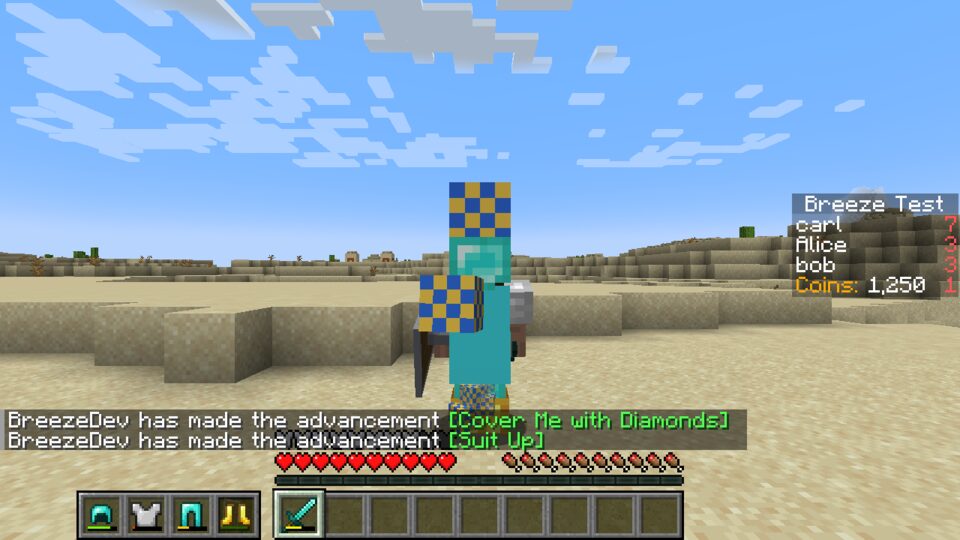 Breeze Test
carl 7
Alice 3
bob 3
Coins: 1,250 1
BreezeDev has made the advancement [Cover Me with Diamonds]
BreezeDev has made the advancement [Suit Up]